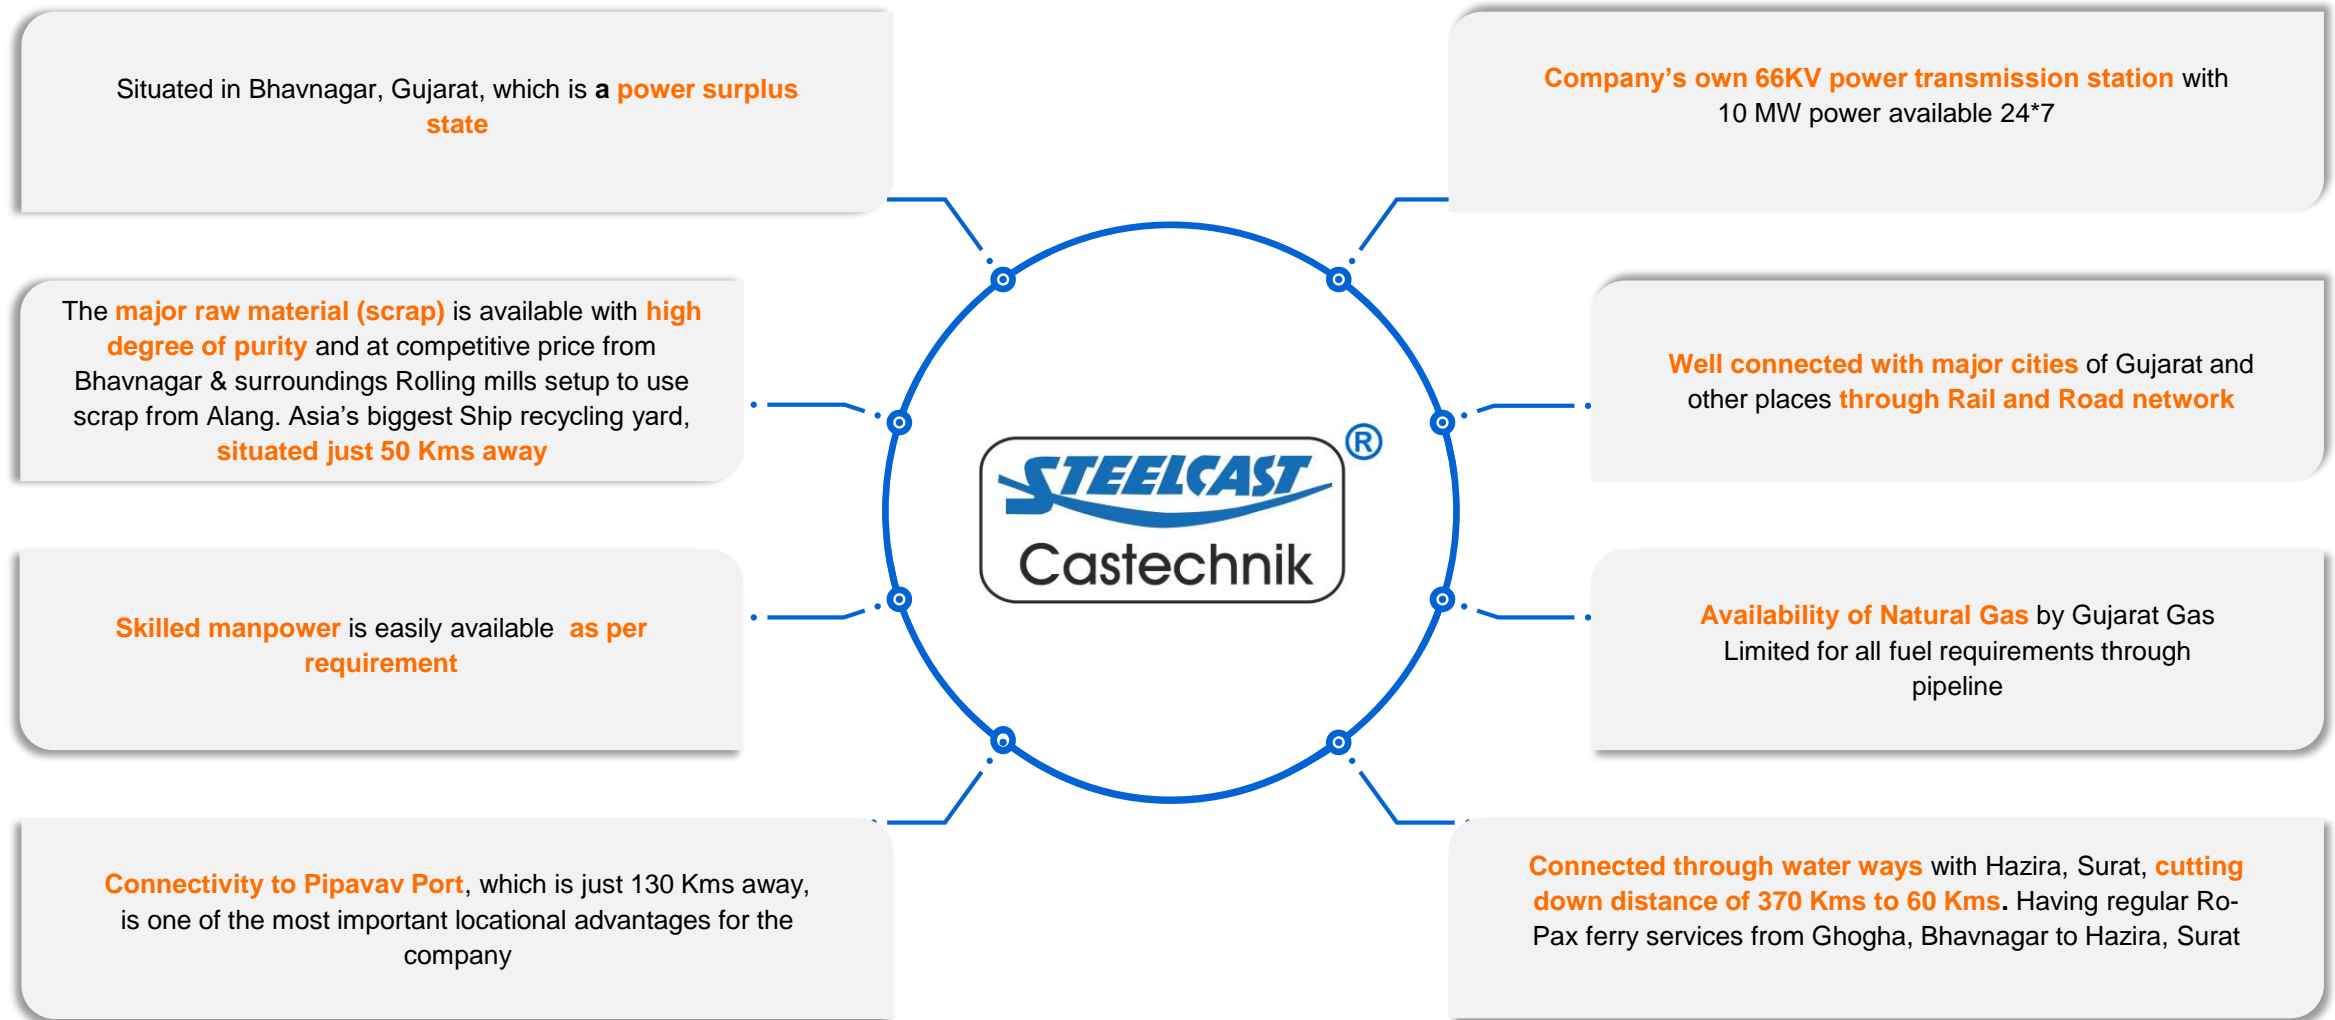 Situated in Bhavnagar, Gujarat, which is a power surplus
state
The major raw material (scrap) is available with high
degree of purity and at competitive price from
Bhavnagar & surroundings Rolling mills setup to use
scrap from Alang. Asia’s biggest Ship recycling yard,
situated just 50 Kms away
Skilled manpower is easily available  as per
requirement
Connectivity to Pipavav Port, which is just 130 Kms away,
is one of the most important locational advantages for the
company
STEELCAST
®
Castechnik
Company’s own 66KV power transmission station with
10 MW power available 24*7
Well connected with major cities of Gujarat and
other places through Rail and Road network
Availability of Natural Gas by Gujarat Gas
Limited for all fuel requirements through
pipeline
Connected through water ways with Hazira, Surat, cutting
down distance of 370 Kms to 60 Kms. Having regular Ro-
Pax ferry services from Ghogha, Bhavnagar to Hazira, Surat